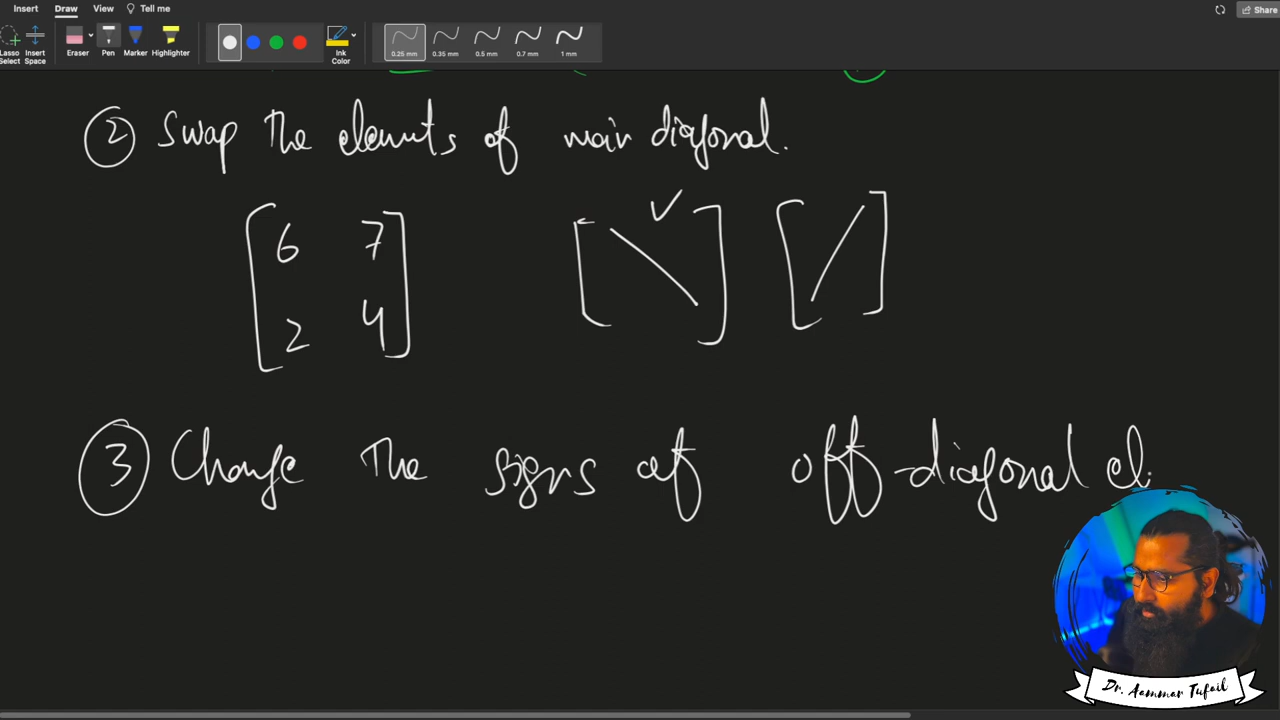 Insert Draw View Tell me
Share
Lasso Select
Insert Space
Eraser
Pen
Marker
Highlighter
Ink Color
0.25 mm 0.35 mm 0.5 mm 0.7 mm 1 mm
2 Swap the elements of main diagonal.
6 7
2 4
3 Change the signs of off-diagonal el
Dr. Aammar Tufail